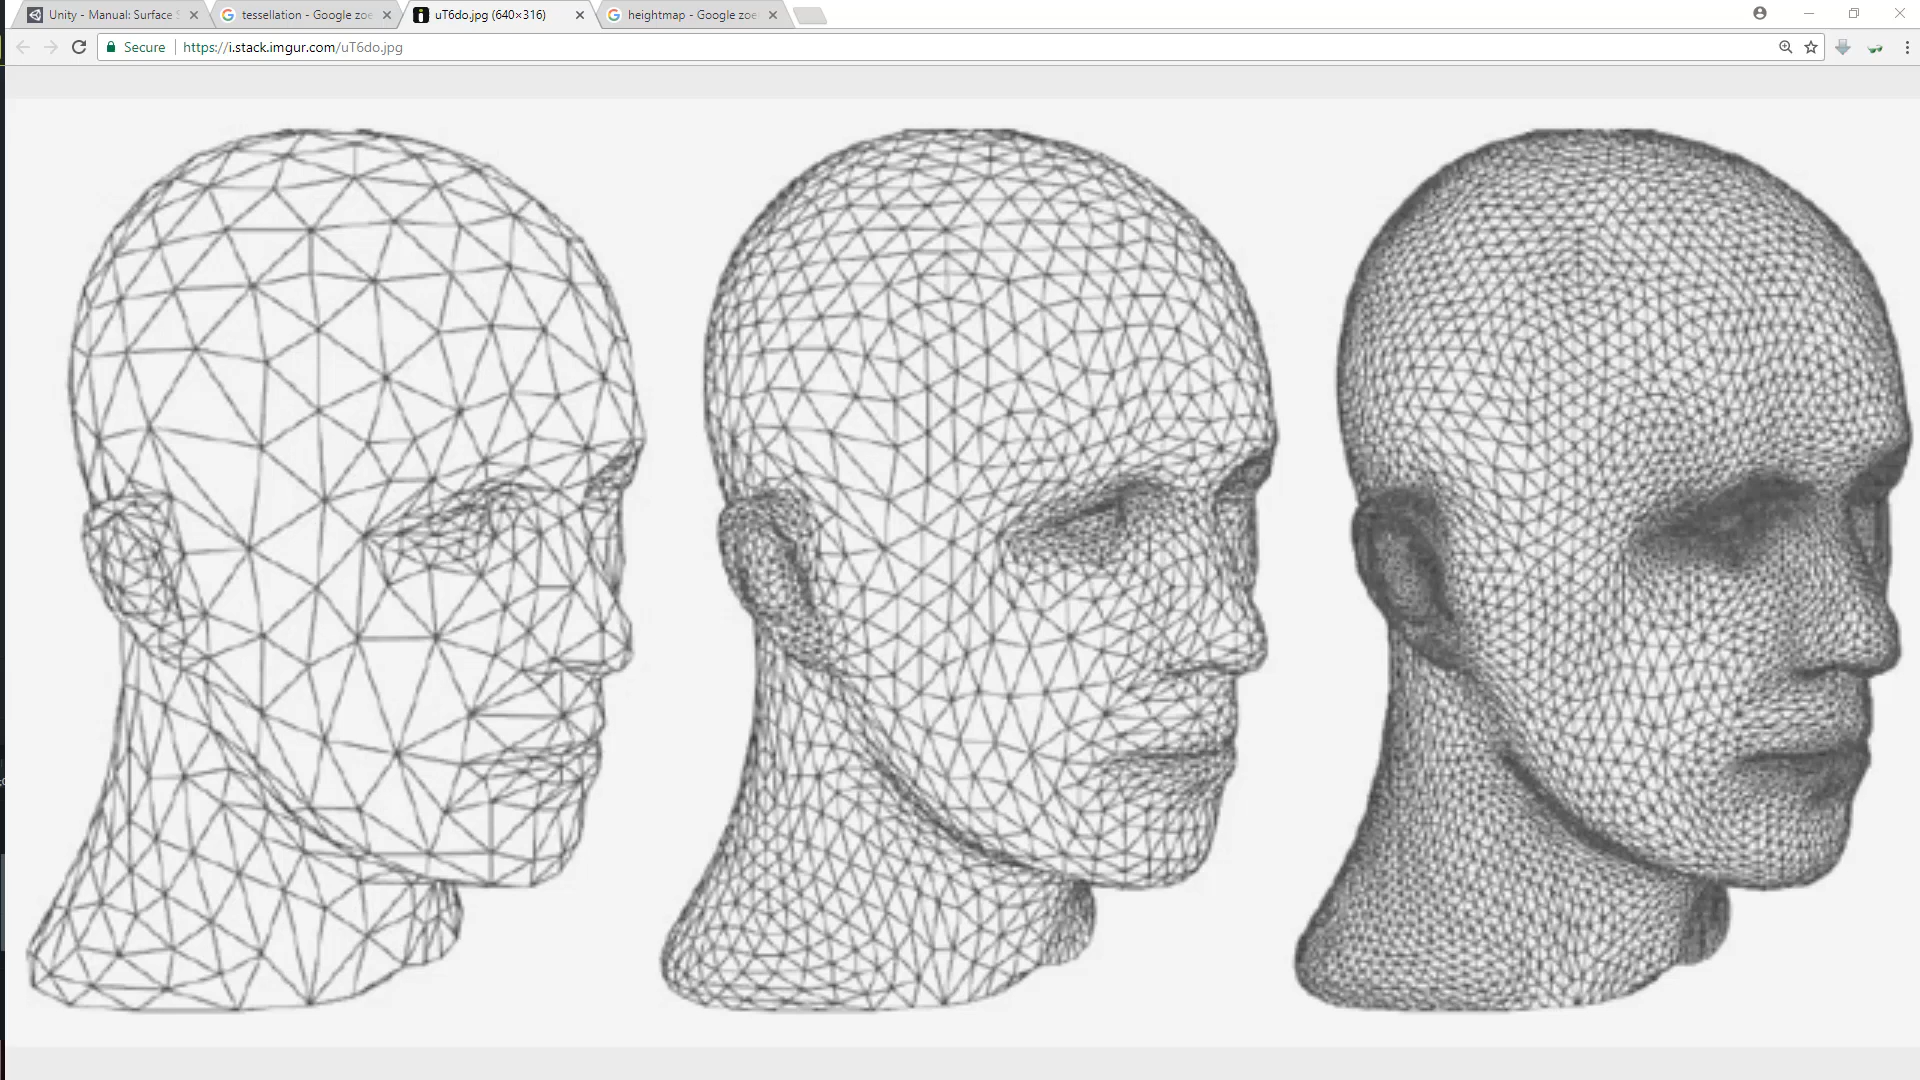 Unity - Manual: Surface S
tessellation - Google zoe
uT6do.jpg (640×316)
heightmap - Google zoe
Secure
https://i.stack.imgur.com/uT6do.jpg